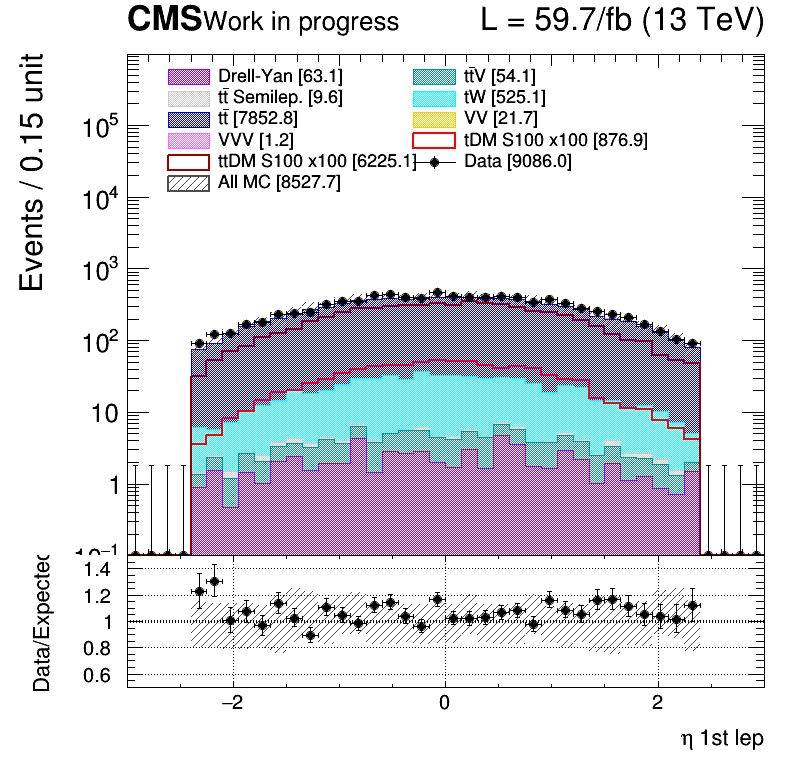 CMS Work in progress L = 59.7/fb (13 TeV)
Events / 0.15 unit
Drell-Yan [63.1] tt̄V [54.1]
tt̄ Semilep. [9.6] tW [525.1]
tt̄ [7852.8] VV [21.7]
VVV [1.2] tDM S100 x100 [876.9]
ttDM S100 x100 [6225.1] Data [9086.0]
All MC [8527.7]
10⁵
10⁴
10³
10²
10
1
10⁻¹
Data/Expected
1.4
1.2
1
0.8
0.6
−2 0 2
η 1st lep